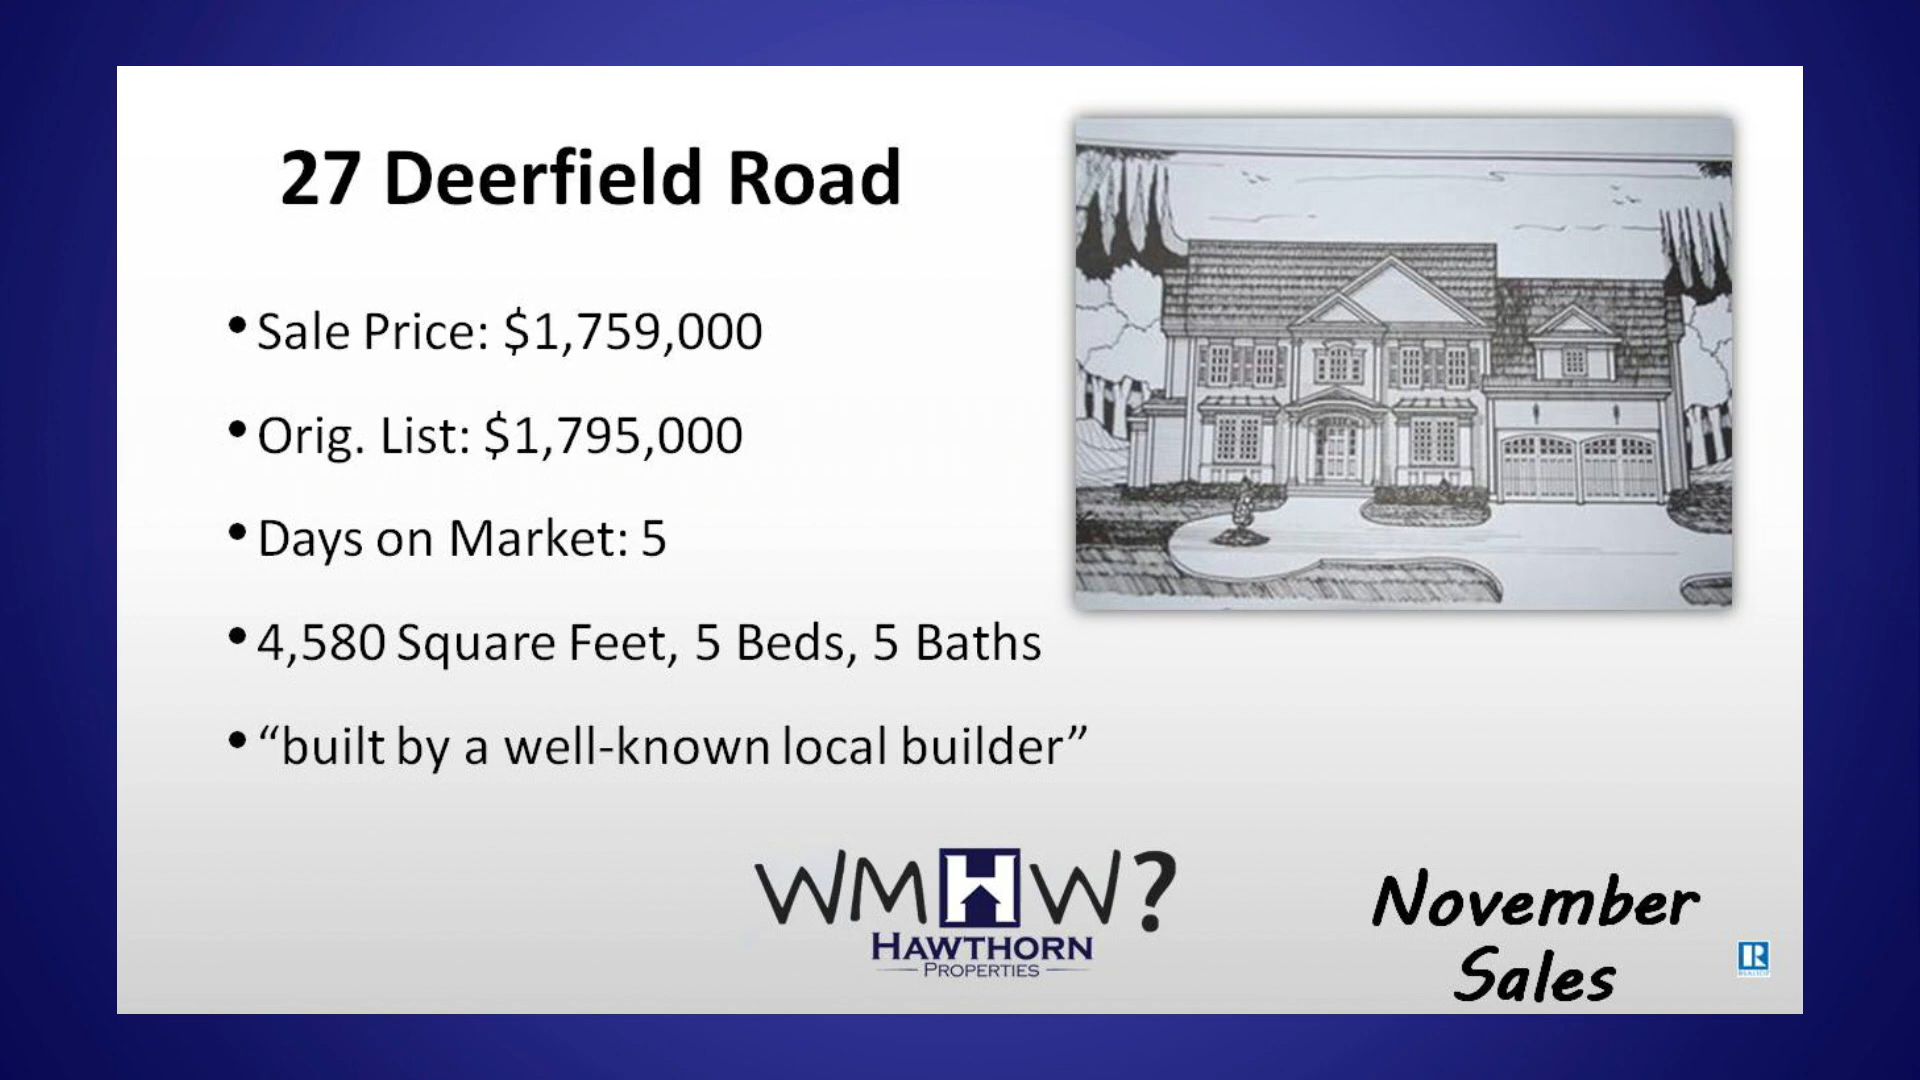 27 Deerfield Road
• Sale Price: $1,759,000
• Orig. List: $1,795,000
• Days on Market: 5
• 4,580 Square Feet, 5 Beds, 5 Baths
• “built by a well-known local builder”
WMHW?
HAWTHORN
PROPERTIES
November
Sales
REALTOR